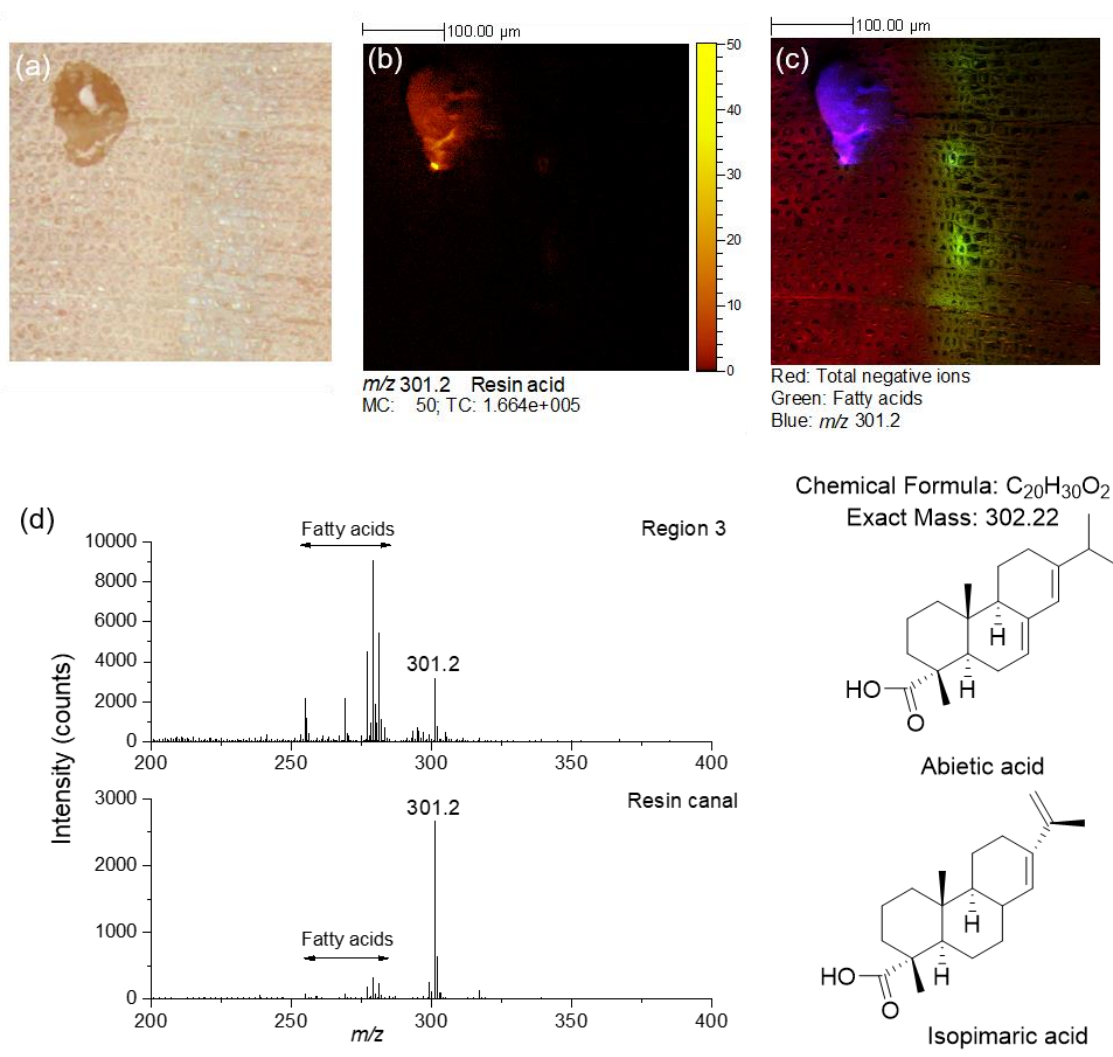 (a)
100.00 µm
(b)
50
40
30
20
10
0
m/z 301.2 Resin acid
MC: 50; TC: 1.664e+005
100.00 µm
(c)
Red: Total negative ions
Green: Fatty acids
Blue: m/z 301.2
(d)
Intensity (counts)
Fatty acids
Region 3
301.2
10000
8000
6000
4000
2000
0
200
250
300
350
400
Fatty acids
Resin canal
301.2
3000
2000
1000
0
200
250
300
350
400
m/z
Chemical Formula: C₂₀H₃₀O₂
Exact Mass: 302.22
H
H
HO
O
Abietic acid
H
H
HO
O
Isopimaric acid